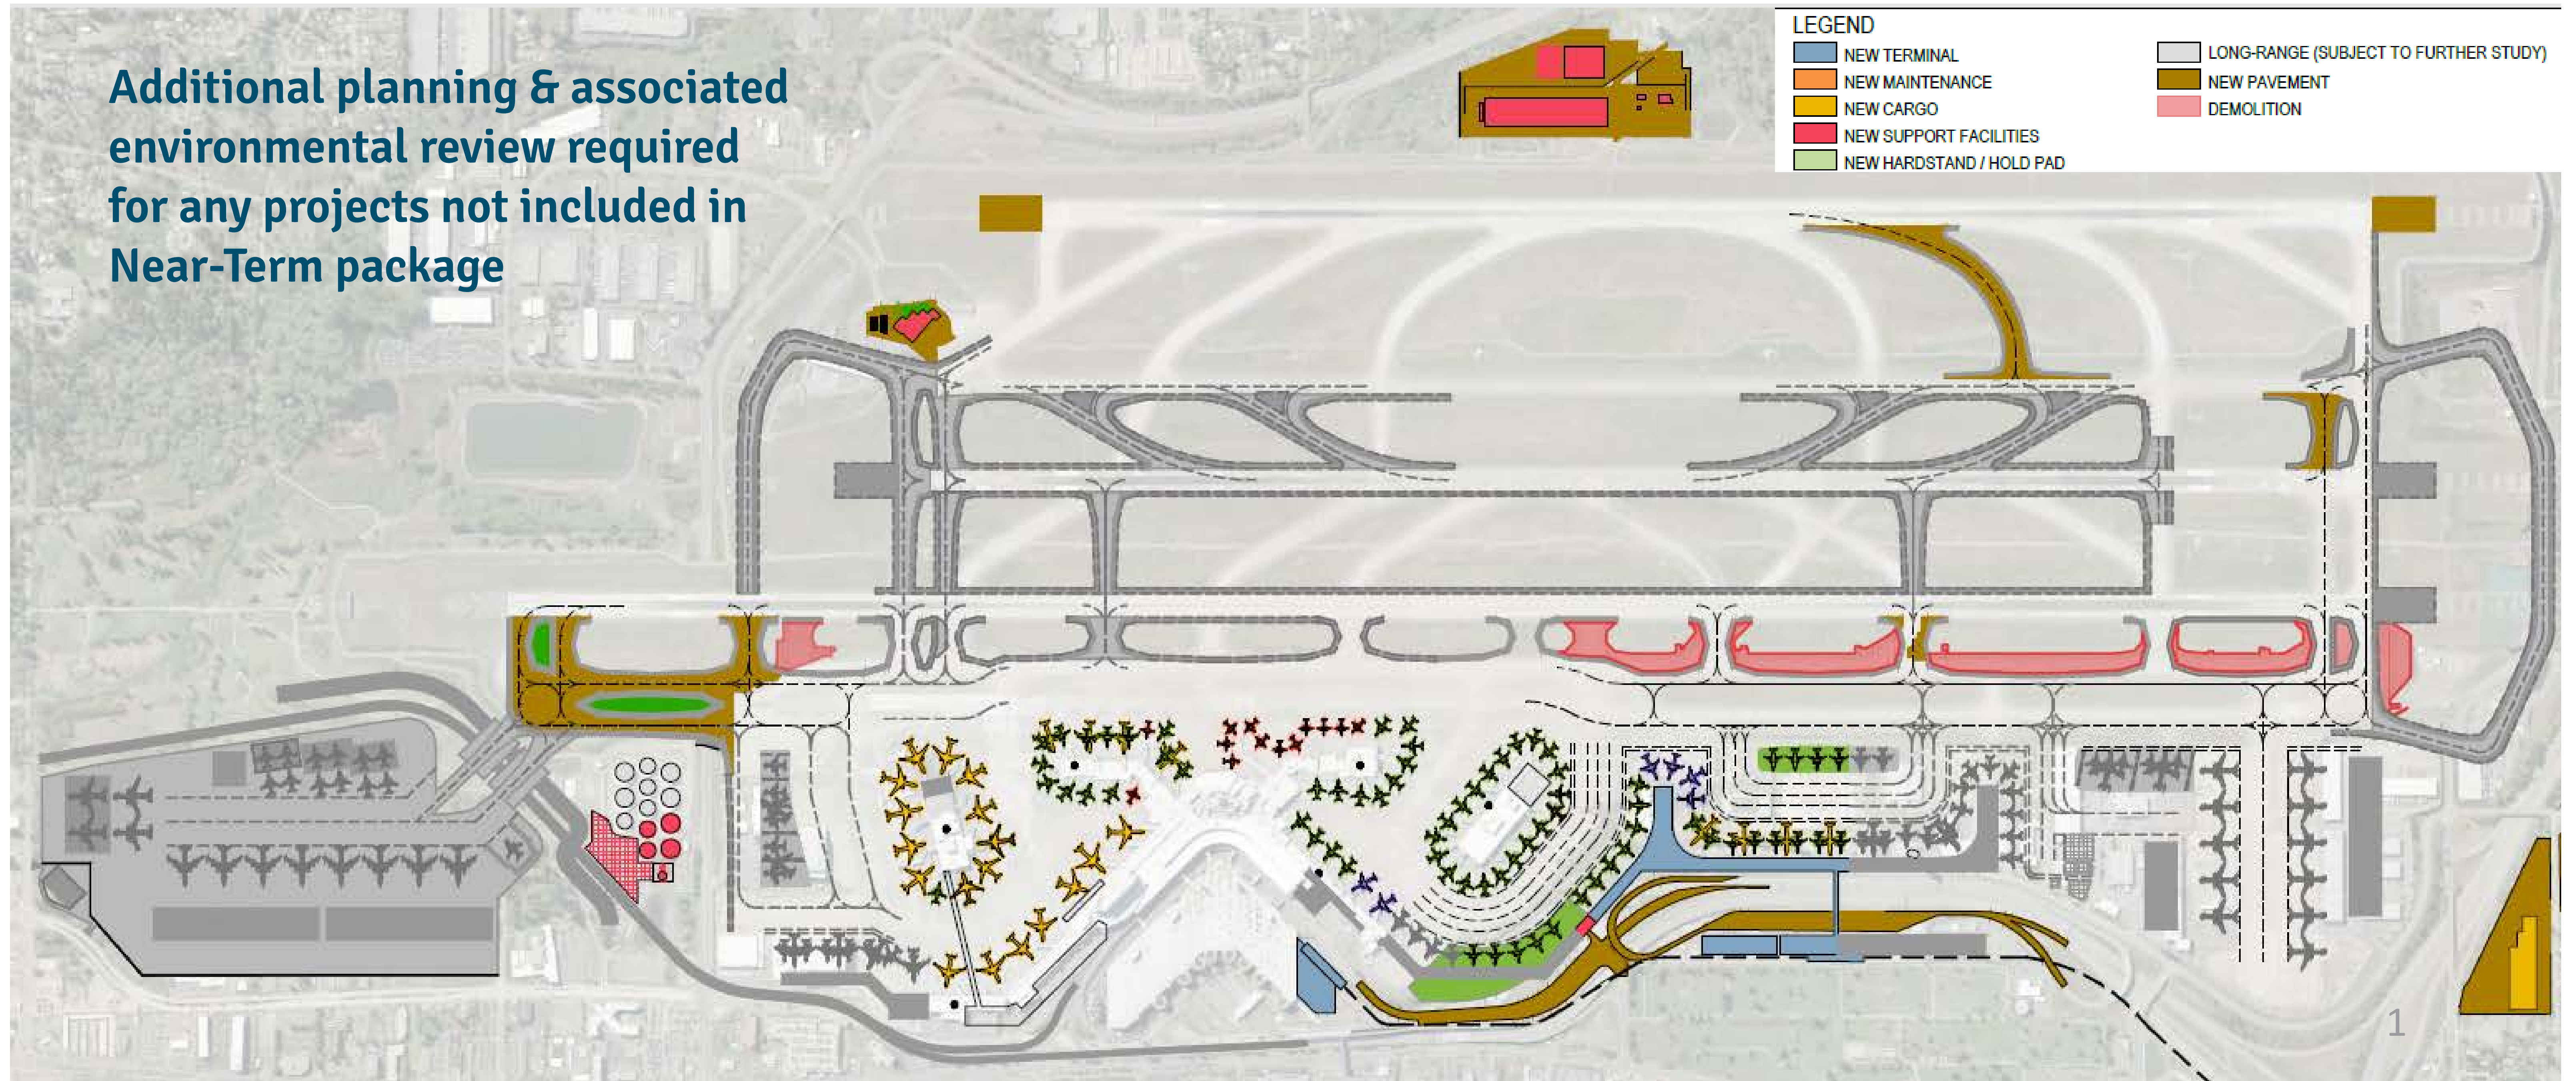 Additional planning & associated
environmental review required
for any projects not included in
Near-Term package
LEGEND
NEW TERMINAL
NEW MAINTENANCE
NEW CARGO
NEW SUPPORT FACILITIES
NEW HARDSTAND / HOLD PAD
LONG-RANGE (SUBJECT TO FURTHER STUDY)
NEW PAVEMENT
DEMOLITION
1